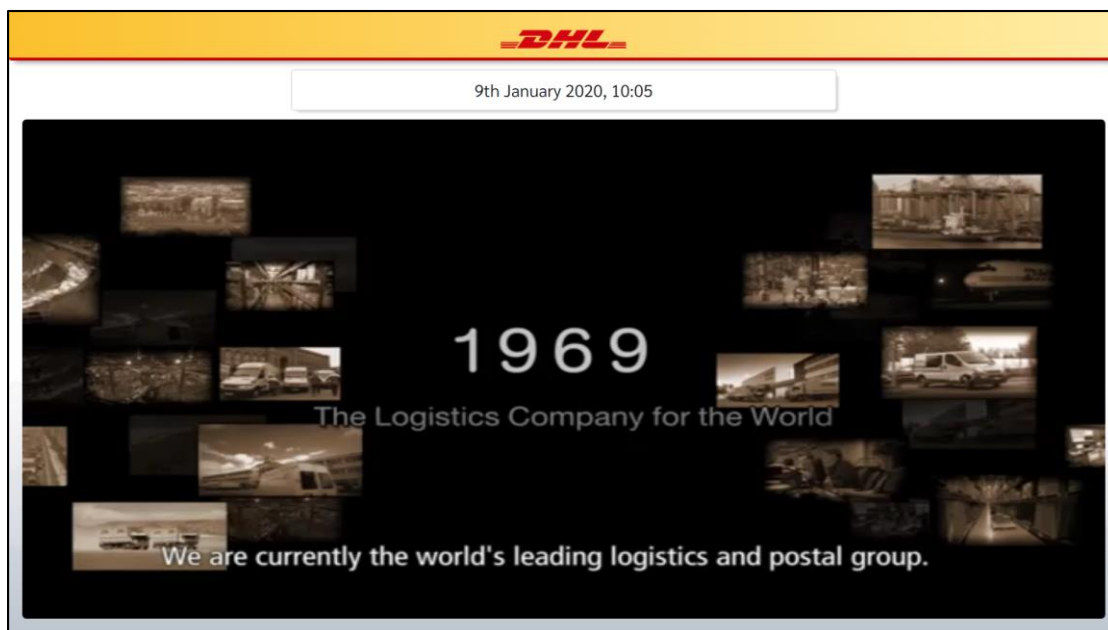 DHL
9th January 2020, 10:05
1969
The Logistics Company for the World
We are currently the world's leading logistics and postal group.